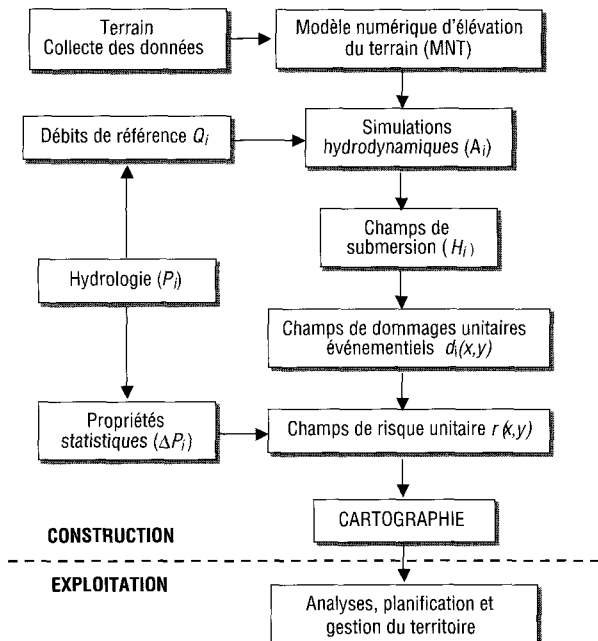 Terrain
Collecte des données
Modèle numérique d'élévation
du terrain (MNT)
Débits de référence Qi
Simulations
hydrodynamiques (Ai)
Champs de
submersion (Hi)
Hydrologie (Pi)
Champs de dommages unitaires
événementiels di(x,y)
Propriétés
statistiques (ΔPi)
Champs de risque unitaire r(x,y)
CARTOGRAPHIE
CONSTRUCTION
EXPLOITATION
Analyses, planification et
gestion du territoire